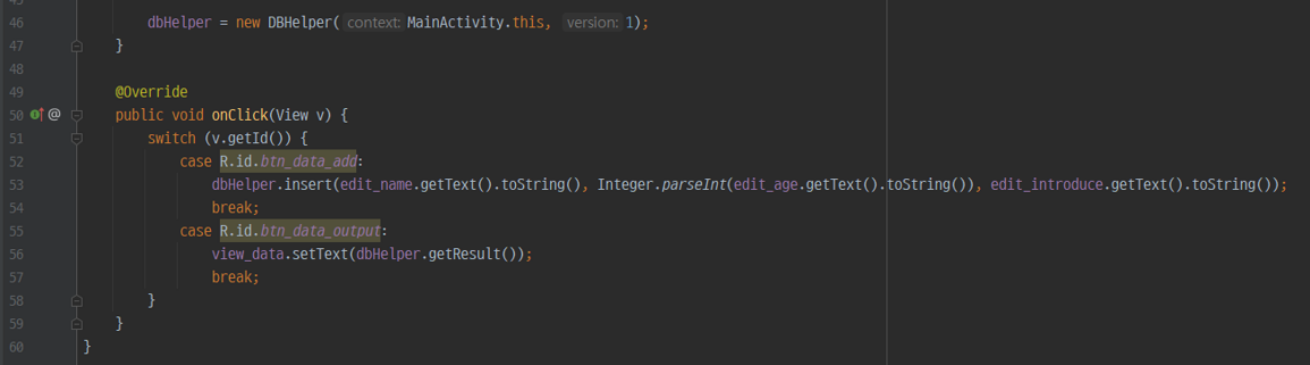 46 dbHelper = new DBHelper( context: MainActivity.this, version: 1);
47 }
48
49 @Override
50 @ public void onClick(View v) {
51 switch (v.getId()) {
52 case R.id.btn_data_add:
53 dbHelper.insert(edit_name.getText().toString(), Integer.parseInt(edit_age.getText().toString()), edit_introduce.getText().toString());
54 break;
55 case R.id.btn_data_output:
56 view_data.setText(dbHelper.getResult());
57 break;
58 }
59 }
60 }